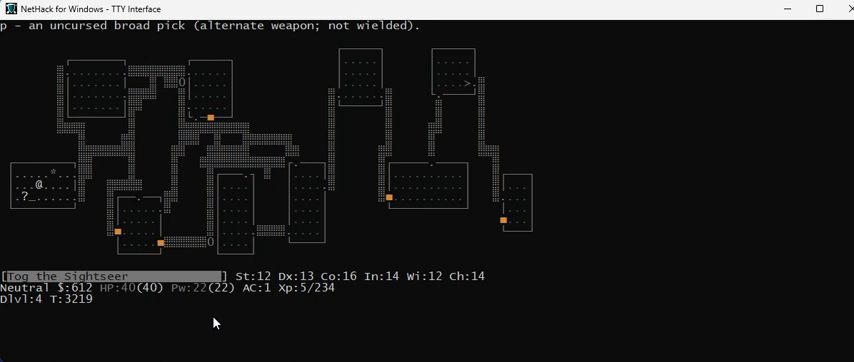 NetHack for Windows - TTY Interface
p - an uncursed broad pick (alternate weapon; not wielded).
[Tog the Sightseer ] St:12 Dx:13 Co:16 In:14 Wi:12 Ch:14
Neutral $:612 HP:40(40) Pw:22(22) AC:1 Xp:5/234
Dlvl:4 T:3219